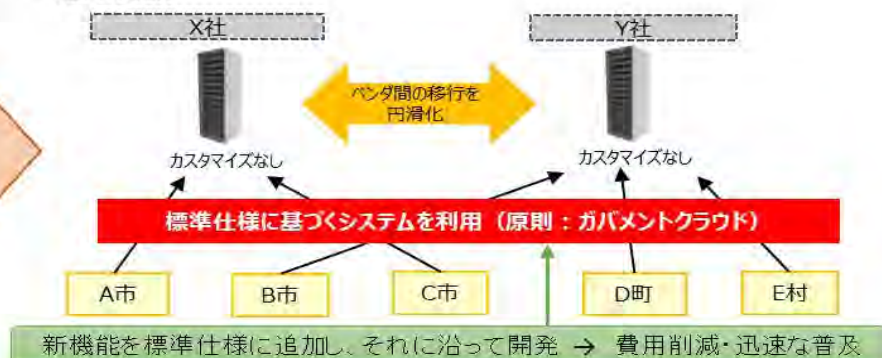 X社
Y社
ベンダ間の移行を
円滑化
カスタマイズなし
カスタマイズなし
標準仕様に基づくシステムを利用（原則：ガバメントクラウド）
A市
B市
C市
D町
E村
新機能を標準仕様に追加し、それに沿って開発 → 費用削減・迅速な普及